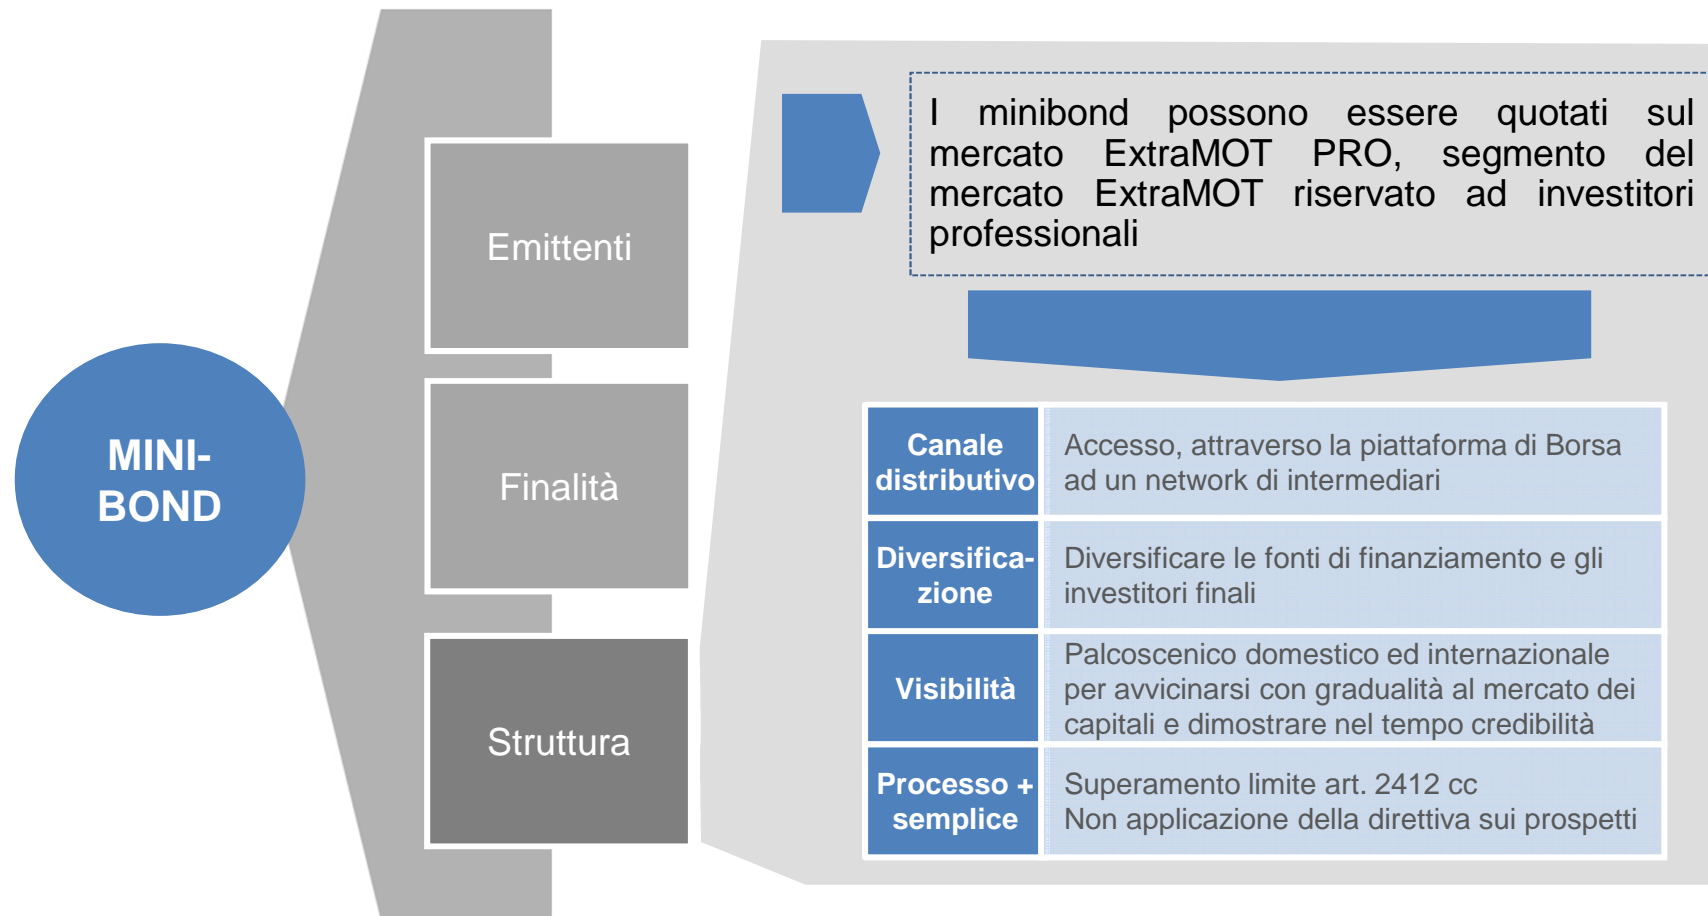 MINI-
BOND
Emittenti
Finalità
Struttura
I minibond possono essere quotati sul
mercato ExtraMOT PRO, segmento del
mercato ExtraMOT riservato ad investitori
professionali
Canale
distributivo
Accesso, attraverso la piattaforma di Borsa
ad un network di intermediari
Diversifica-
zione
Diversificare le fonti di finanziamento e gli
investitori finali
Visibilità
Palcoscenico domestico ed internazionale
per avvicinarsi con gradualità al mercato dei
capitali e dimostrare nel tempo credibilità
Processo +
semplice
Superamento limite art. 2412 cc
Non applicazione della direttiva sui prospetti